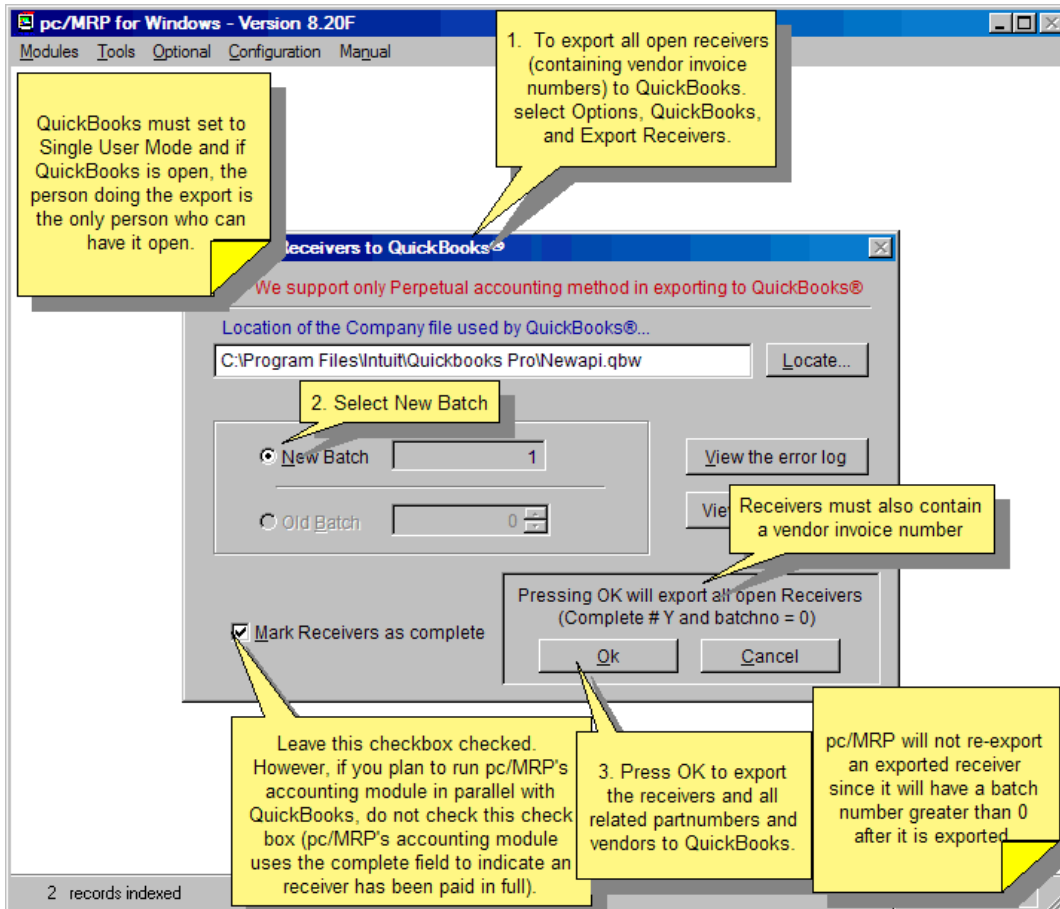 pc/MRP for Windows - Version 8.20F
Modules Tools Optional Configuration Manual
1. To export all open receivers
(containing vendor invoice
numbers) to QuickBooks.
select Options, QuickBooks,
and Export Receivers.
QuickBooks must set to
Single User Mode and if
QuickBooks is open, the
person doing the export is
the only person who can
have it open.
Receivers to QuickBooks®
We support only Perpetual accounting method in exporting to QuickBooks®
Location of the Company file used by QuickBooks®...
C:\Program Files\Intuit\Quickbooks Pro\Newapi.qbw
Locate...
2. Select New Batch
New Batch 1
View the error log
Old Batch 0
Receivers must also contain
a vendor invoice number
Pressing OK will export all open Receivers
(Complete # Y and batchno = 0)
Mark Receivers as complete
Ok Cancel
Leave this checkbox checked.
However, if you plan to run pc/MRP's
accounting module in parallel with
QuickBooks, do not check this check
box (pc/MRP's accounting module
uses the complete field to indicate an
receiver has been paid in full).
3. Press OK to export
the receivers and all
related partnumbers and
vendors to QuickBooks.
pc/MRP will not re-export
an exported receiver
since it will have a batch
number greater than 0
after it is exported
2 records indexed